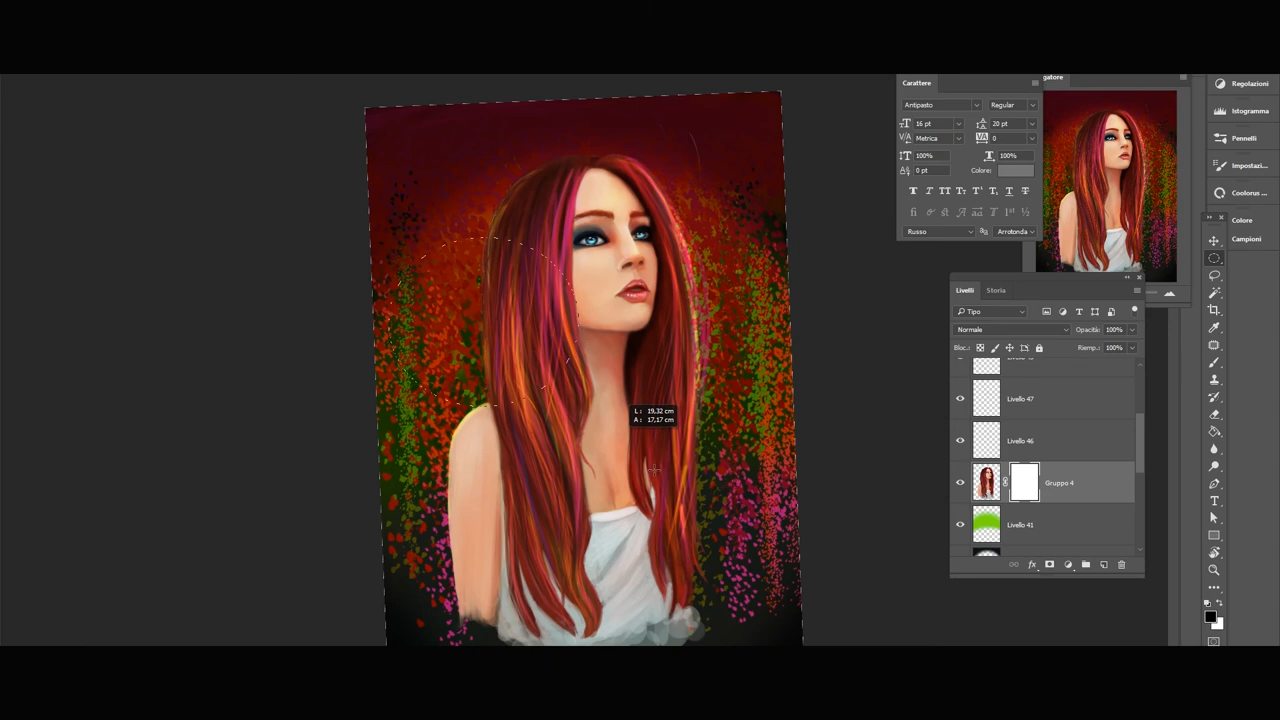 Carattere
gatore
Antipasto
Regular
16 pt
20 pt
Metrica
0
100%
100%
0 pt
Colore:
Russo
Arrotonda
Regolazioni
Istogramma
Pennelli
Impostazi...
Coolorus ...
Colore
Campioni
Livelli
Storia
Tipo
Normale
Opacità: 100%
Bloc.:
Riemp.: 100%
Livello 47
Livello 46
Gruppo 4
Livello 41
L : 19,32 cm
A : 17,17 cm